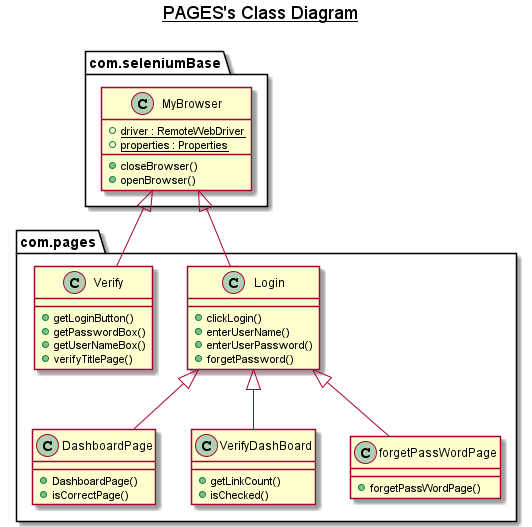 PAGES's Class Diagram
com.seleniumBase
C MyBrowser
driver : RemoteWebDriver
properties : Properties
closeBrowser()
openBrowser()
com.pages
C Verify
getLoginButton()
getPasswordBox()
getUserNameBox()
verifyTitlePage()
C Login
clickLogin()
enterUserName()
enterUserPassword()
forgetPassword()
C DashboardPage
DashboardPage()
isCorrectPage()
C VerifyDashBoard
getLinkCount()
isChecked()
C forgetPassWordPage
forgetPassWordPage()